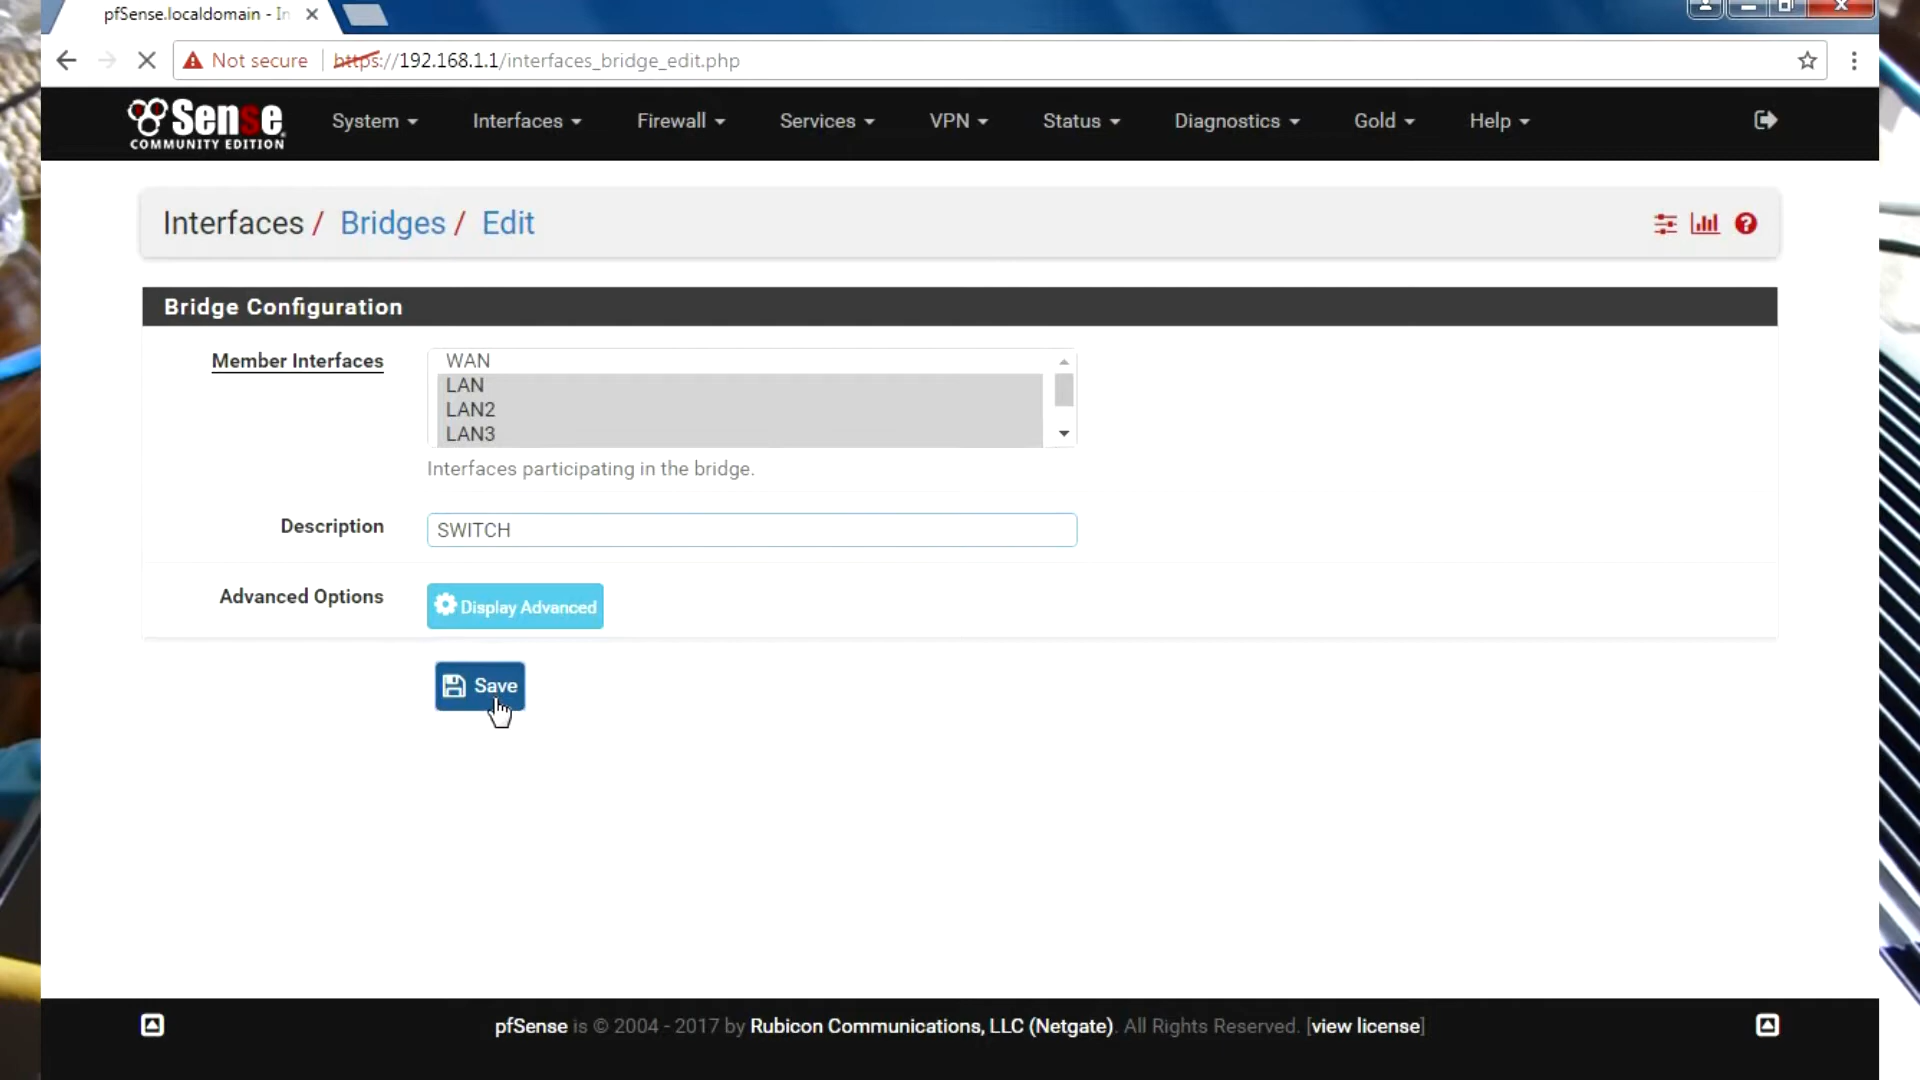 pfSense.localdomain - In
Not secure https://192.168.1.1/interfaces_bridge_edit.php
Sense
COMMUNITY EDITION
System Interfaces Firewall Services VPN Status Diagnostics Gold Help
Interfaces / Bridges / Edit
Bridge Configuration
Member Interfaces
WAN
LAN
LAN2
LAN3
Interfaces participating in the bridge.
Description
SWITCH
Advanced Options
Display Advanced
Save
pfSense is © 2004 - 2017 by Rubicon Communications, LLC (Netgate). All Rights Reserved. [view license]